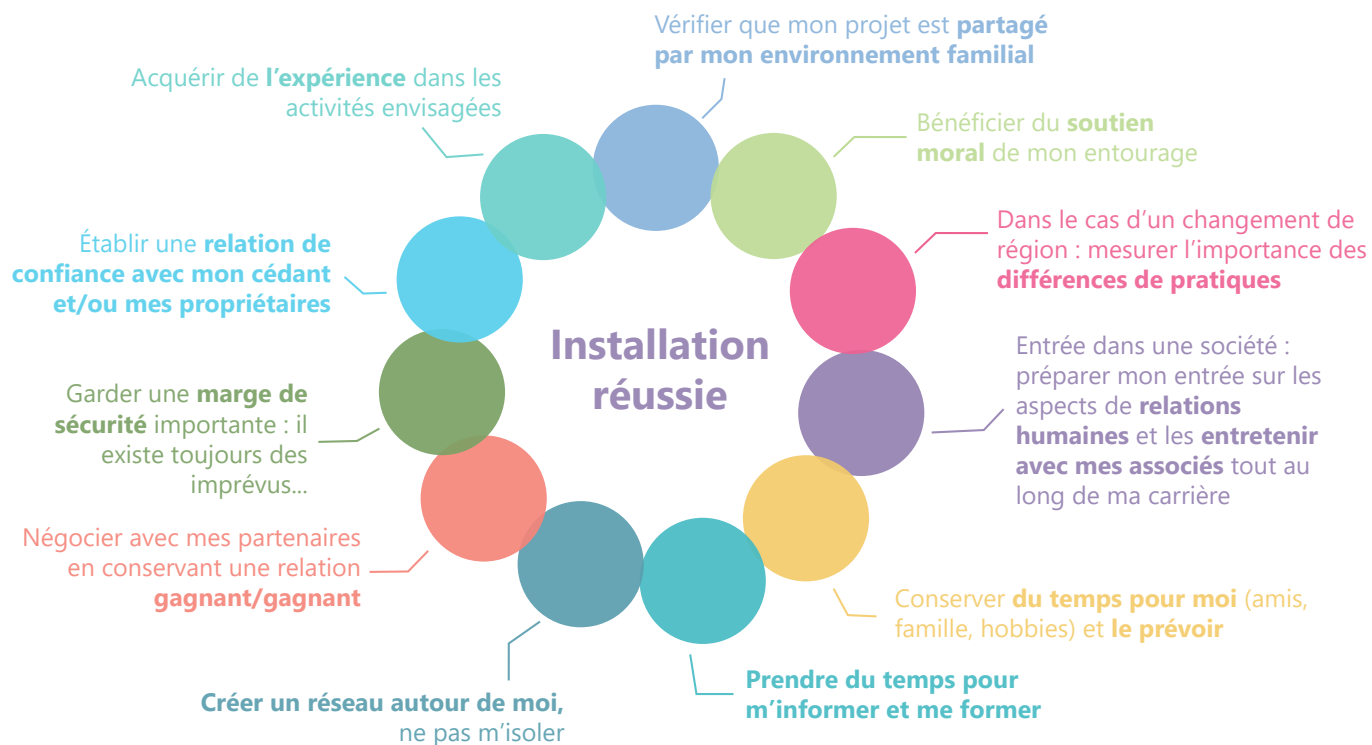 Vérifier que mon projet est partagé
par mon environnement familial
Bénéficier du soutien
moral de mon entourage
Dans le cas d'un changement de
région : mesurer l'importance des
différences de pratiques
Entrée dans une société :
préparer mon entrée sur les
aspects de relations
humaines et les entretenir
avec mes associés tout au
long de ma carrière
Conserver du temps pour moi (amis,
famille, hobbies) et le prévoir
Prendre du temps pour
m'informer et me former
Créer un réseau autour de moi,
ne pas m'isoler
Négocier avec mes partenaires
en conservant une relation
gagnant/gagnant
Garder une marge de
sécurité importante : il
existe toujours des
imprévus...
Établir une relation de
confiance avec mon cédant
et/ou mes propriétaires
Acquérir de l'expérience dans les
activités envisagées
Installation
réussie